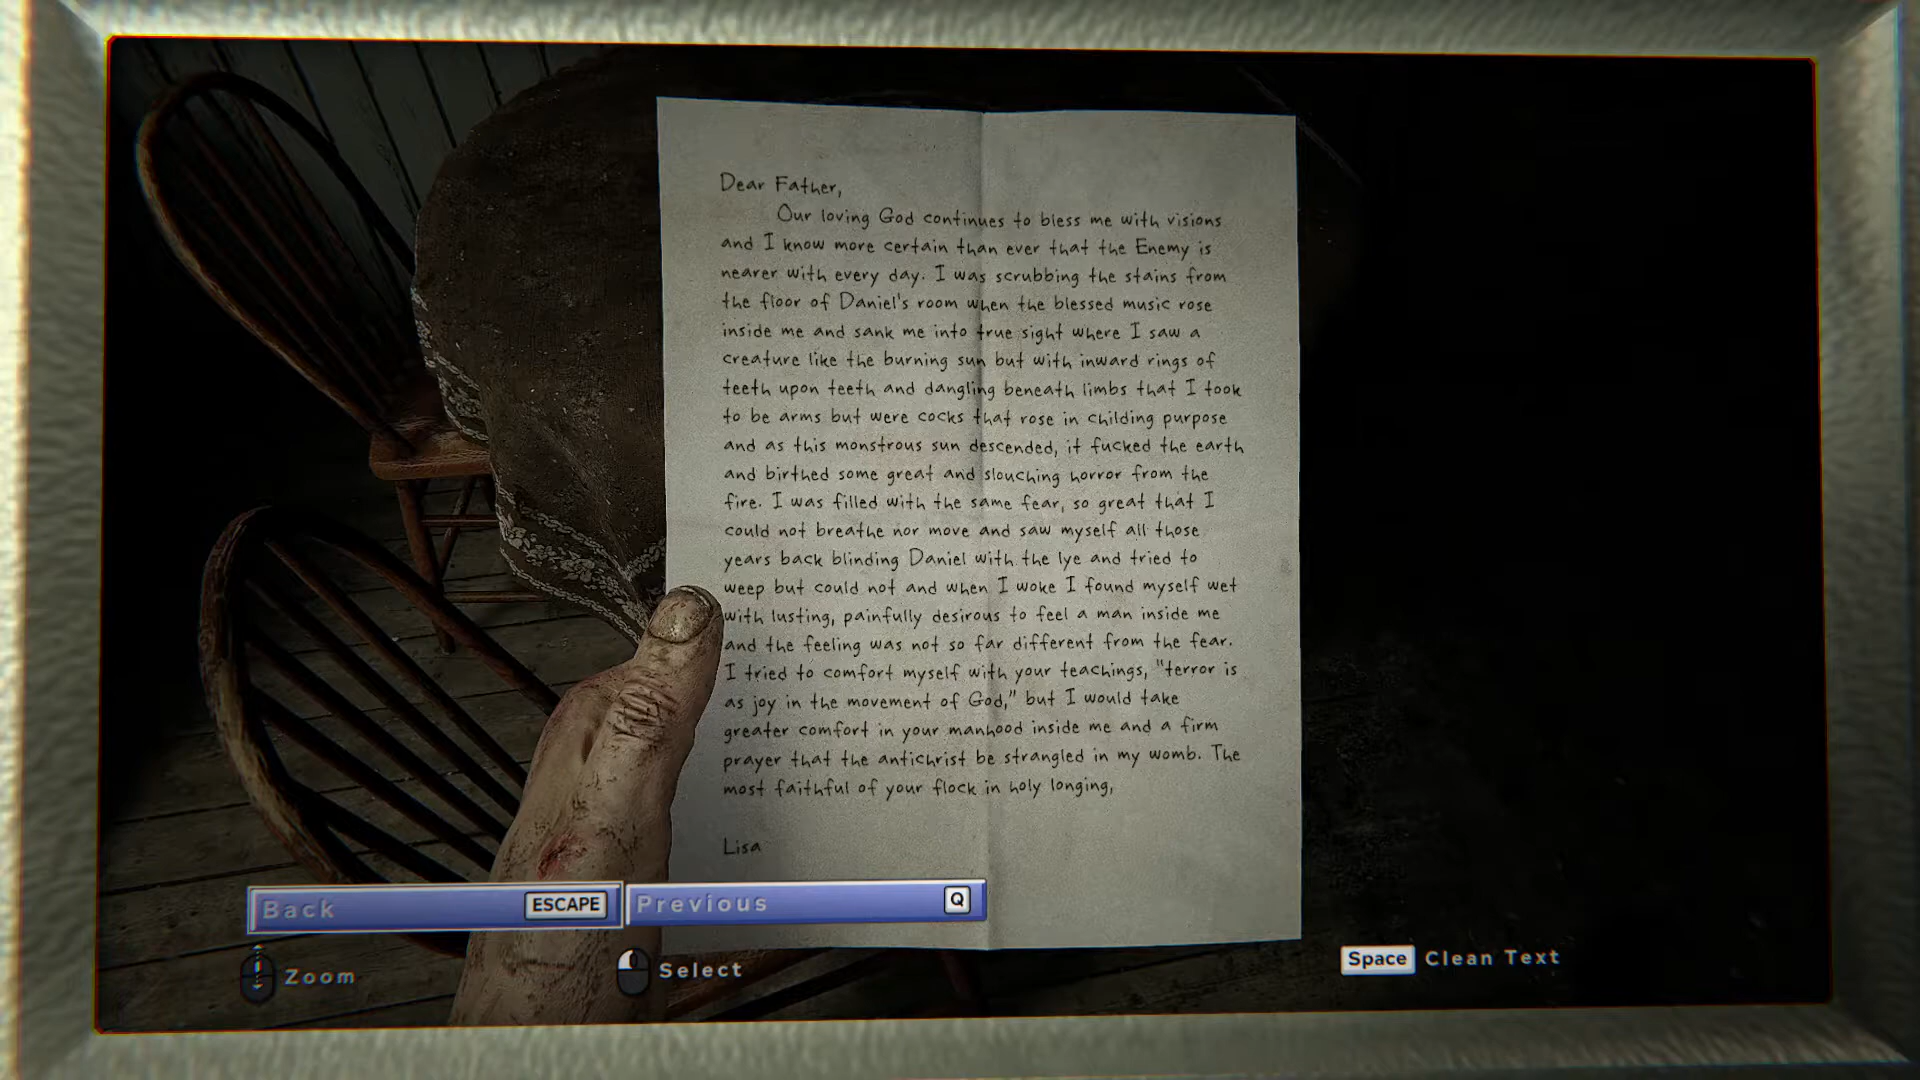 Dear Father,
Our loving God continues to bless me with visions
and I know more certain than ever that the Enemy is
nearer with every day. I was scrubbing the stains from
the floor of Daniel's room when the blessed music rose
inside me and sank me into true sight where I saw a
creature like the burning sun but with inward rings of
teeth upon teeth and dangling beneath limbs that I took
to be arms but were cocks that rose in childing purpose
and as this monstrous sun descended, it fucked the earth
and birthed some great and slouching horror from the
fire. I was filled with the same fear, so great that I
could not breathe nor move and saw myself all those
years back blinding Daniel with the lye and tried to
weep but could not and when I woke I found myself wet
with lusting, painfully desirous to feel a man inside me
and the feeling was not so far different from the fear.
I tried to comfort myself with your teachings, "terror is
as joy in the movement of God," but I would take
greater comfort in your manhood inside me and a firm
prayer that the antichrist be strangled in my womb. The
most faithful of your flock in holy longing,
Lisa
Back ESCAPE Previous Q
Zoom Select Space Clean Text